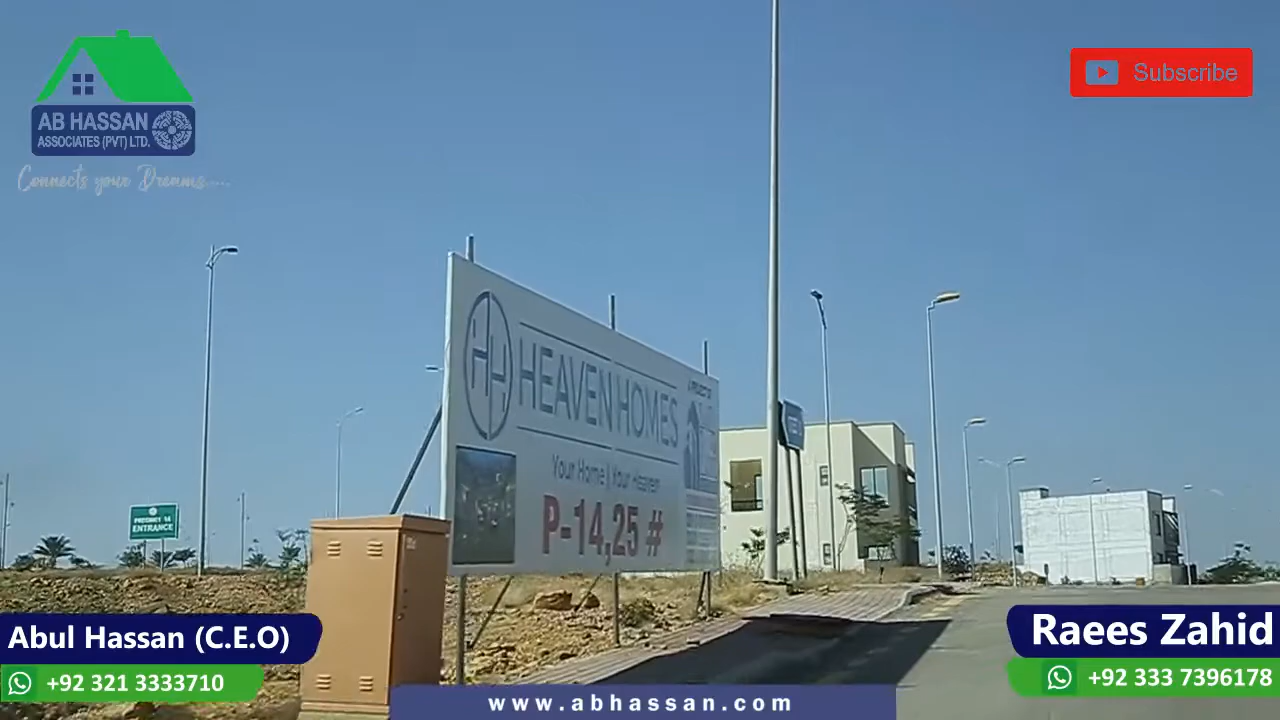 AB HASSAN
ASSOCIATES (PVT) LTD.
Connects your Dreams....
Subscribe
HH
HEAVEN HOMES
Your Home | Your Heaven
P-14,25 #
PRECINCT 14
ENTRANCE
Abul Hassan (C.E.O)
+92 321 3333710
Raees Zahid
+92 333 7396178
www.abhassan.com